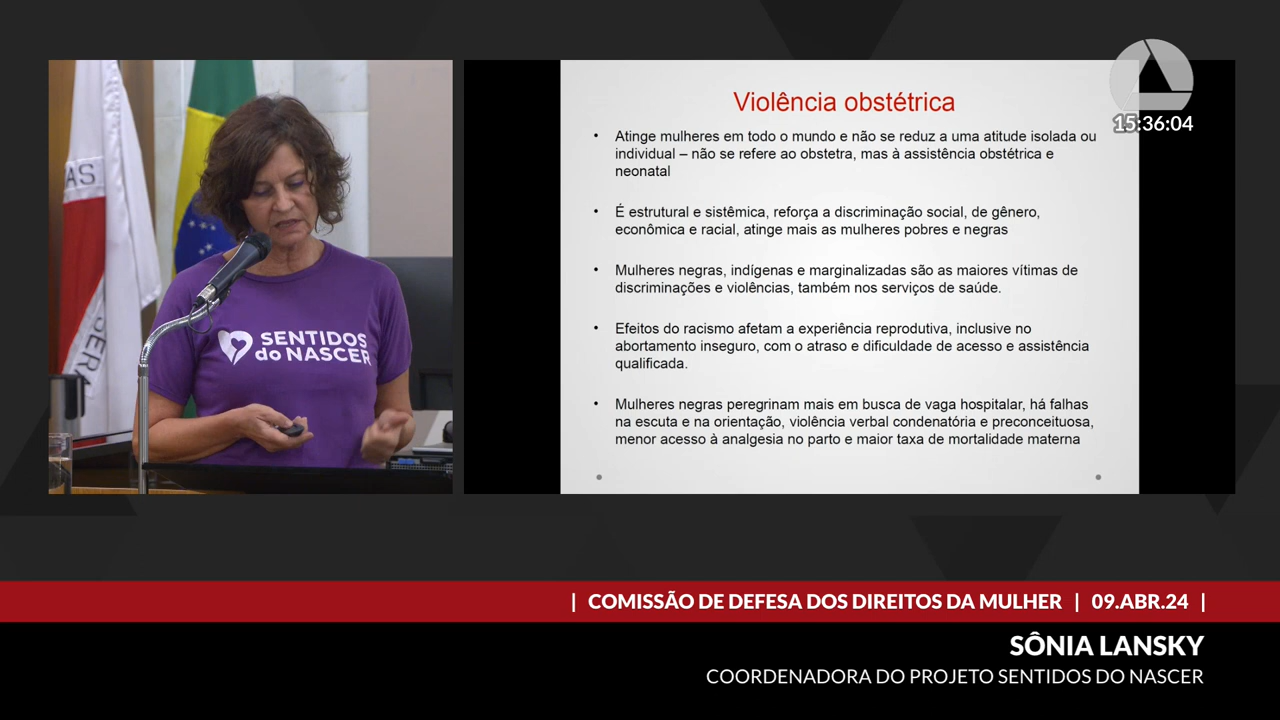 AS
SERA
SENTIDOS
do NASCER
Violência obstétrica
• Atinge mulheres em todo o mundo e não se reduz a uma atitude isolada ou
individual – não se refere ao obstetra, mas à assistência obstétrica e
neonatal
• É estrutural e sistêmica, reforça a discriminação social, de gênero,
econômica e racial, atinge mais as mulheres pobres e negras
• Mulheres negras, indígenas e marginalizadas são as maiores vítimas de
discriminações e violências, também nos serviços de saúde.
• Efeitos do racismo afetam a experiência reprodutiva, inclusive no
abortamento inseguro, com o atraso e dificuldade de acesso e assistência
qualificada.
• Mulheres negras peregrinam mais em busca de vaga hospitalar, há falhas
na escuta e na orientação, violência verbal condenatória e preconceituosa,
menor acesso à analgesia no parto e maior taxa de mortalidade materna
15:36:04
| COMISSÃO DE DEFESA DOS DIREITOS DA MULHER | 09.ABR.24 |
SÔNIA LANSKY
COORDENADORA DO PROJETO SENTIDOS DO NASCER